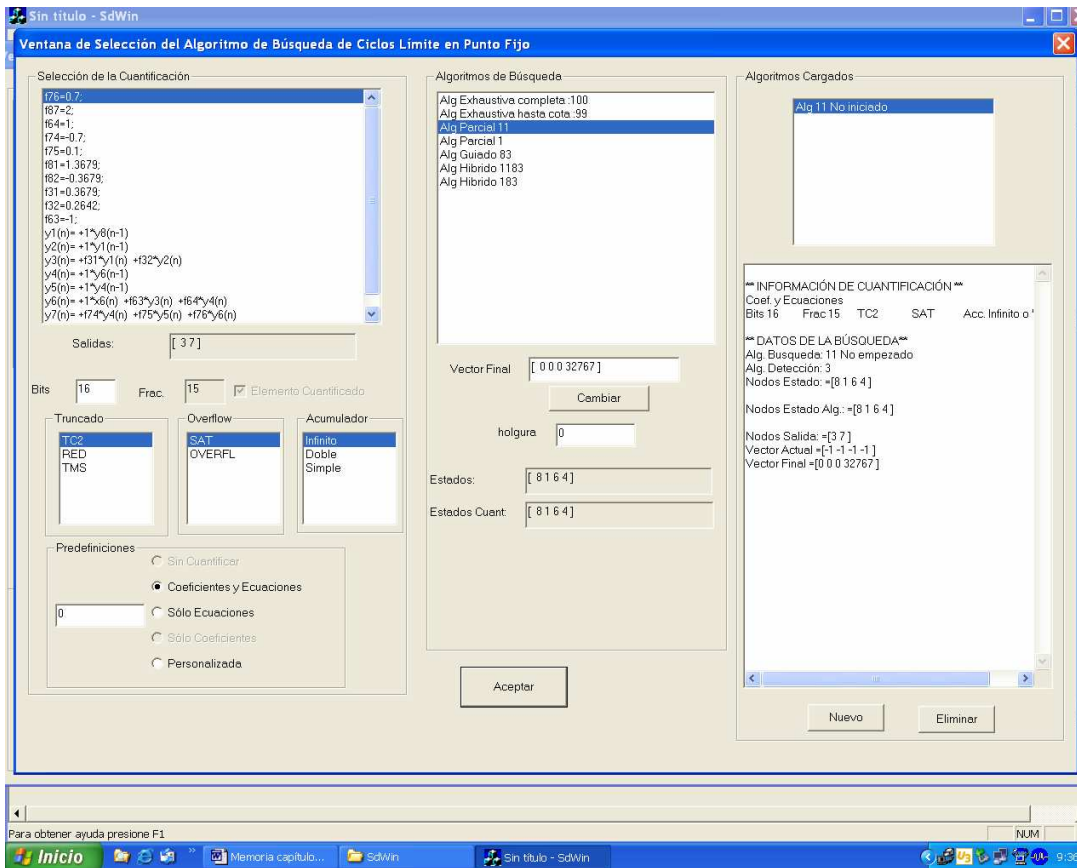 Sin título - SdWin
Ventana de Selección del Algoritmo de Búsqueda de Ciclos Límite en Punto Fijo
Selección de la Cuantificación
f76=0.7;
f87=2;
f64=1;
f74=-0.7;
f75=0.1;
f81=1.3679;
f82=-0.3679;
f31=0.3679;
f32=0.2642;
f63=-1;
y1(n)= +1*y8(n-1)
y2(n)= +1*y1(n-1)
y3(n)= +f31*y1(n) +f32*y2(n)
y4(n)= +1*y6(n-1)
y5(n)= +1*y4(n-1)
y6(n)= +1*x6(n) +f63*y3(n) +f64*y4(n)
y7(n)= +f74*y4(n) +f75*y5(n) +f76*y6(n)
Salidas: [ 3 7 ]
Bits 16 Frac. 15 Elemento Cuantificado
Truncado
TC2
RED
TMS
Overflow
SAT
OVERFL
Acumulador
Infinito
Doble
Simple
Predefiniciones
Sin Cuantificar
Coeficientes y Ecuaciones
0
Sólo Ecuaciones
Sólo Coeficientes
Personalizada
Algoritmos de Búsqueda
Alg Exhaustiva completa :100
Alg Exhaustiva hasta cota :99
Alg Parcial 11
Alg Parcial 1
Alg Guiado 83
Alg Hibrido 1183
Alg Hibrido 183
Vector Final [ 0 0 0 32767 ]
Cambiar
holgura 0
Estados: [ 8 1 6 4 ]
Estados Cuant: [ 8 1 6 4 ]
Aceptar
Algoritmos Cargados
Alg 11 No iniciado
** INFORMACIÓN DE CUANTIFICACIÓN **
Coef. y Ecuaciones
Bits 16 Frac 15 TC2 SAT Acc. Infinito o
** DATOS DE LA BÚSQUEDA**
Alg. Busqueda: 11 No empezado
Alg. Detección: 3
Nodos Estado: =[8 1 6 4 ]
Nodos Estado Alg.: =[8 1 6 4 ]
Nodos Salida: =[3 7 ]
Vector Actual =[-1 -1 -1 -1 ]
Vector Final =[0 0 0 32767 ]
Nuevo
Eliminar
Para obtener ayuda presione F1
NUM
Inicio
Memoria capítulo...
SdWin
Sin título - SdWin